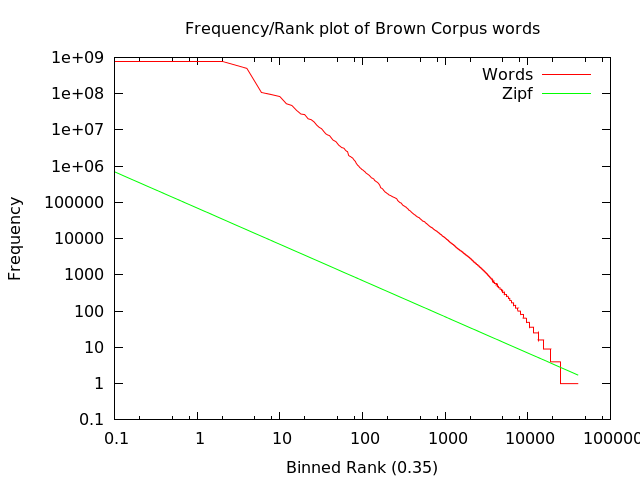 Frequency/Rank plot of Brown Corpus words
1e+09
1e+08
1e+07
1e+06
100000
10000
1000
100
10
1
0.1
Frequency
Words
Zipf
0.1 1 10 100 1000 10000 100000
Binned Rank (0.35)